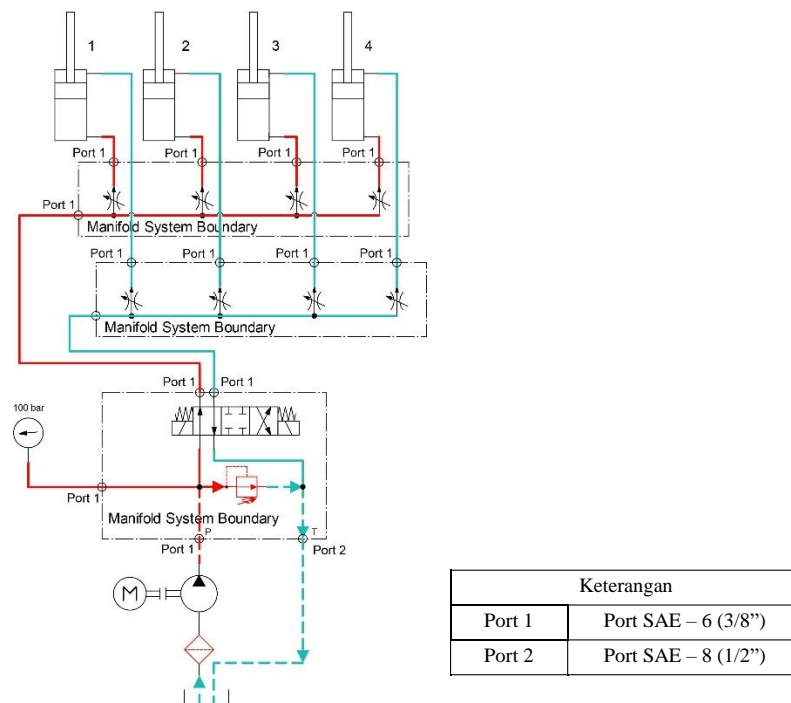 1 2 3 4
Port 1 Port 1 Port 1 Port 1
Port 1
Manifold System Boundary
Port 1 Port 1 Port 1 Port 1
Manifold System Boundary
Port 1 Port 1
100 bar
Port 1
Manifold System Boundary
P T
Port 1 Port 2
M
Keterangan
Port 1 Port SAE – 6 (3/8”)
Port 2 Port SAE – 8 (1/2”)